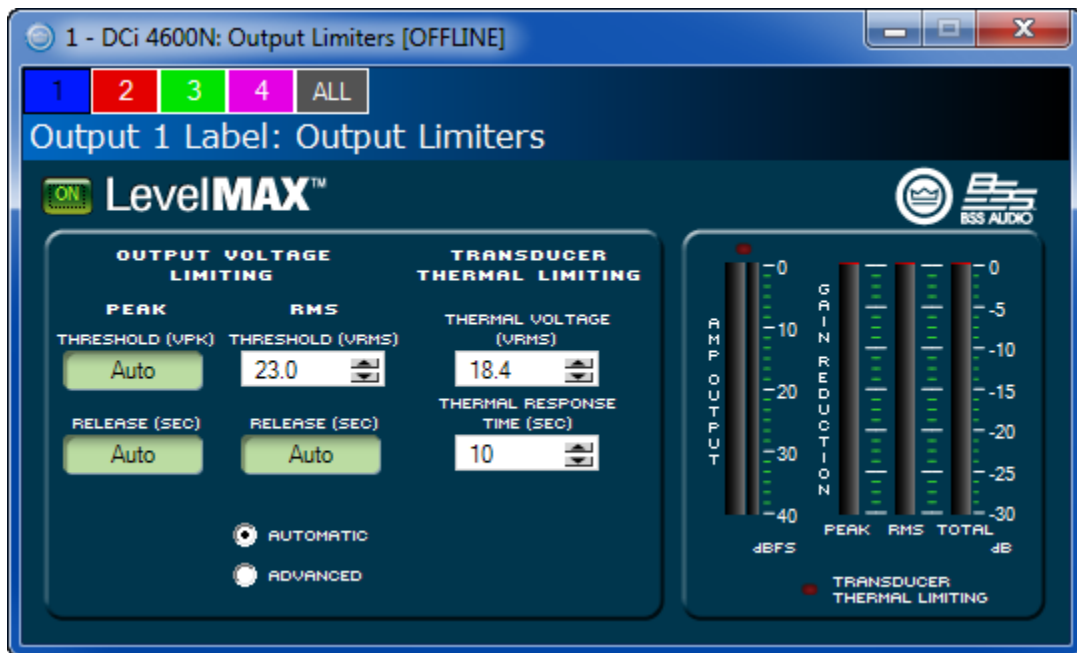 1 - DCi 4600N: Output Limiters [OFFLINE]
1 2 3 4 ALL
Output 1 Label: Output Limiters
ON LevelMAX™
BSS AUDIO
OUTPUT VOLTAGE
LIMITING
PEAK RMS
THRESHOLD (VPK) THRESHOLD (VRMS)
Auto 23.0
RELEASE (SEC) RELEASE (SEC)
Auto Auto
AUTOMATIC
ADVANCED
TRANSDUCER
THERMAL LIMITING
THERMAL VOLTAGE
(VRMS)
18.4
THERMAL RESPONSE
TIME (SEC)
10
AMP OUTPUT
0
-10
-20
-30
-40
dBFS
GAIN REDUCTION
0
-5
-10
-15
-20
-25
-30
PEAK RMS TOTAL
dB
TRANSDUCER
THERMAL LIMITING